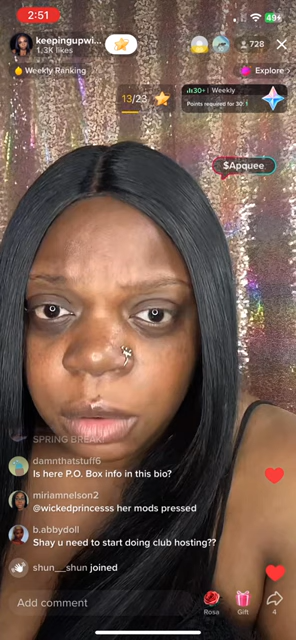 2:51
49
keepingupwi...
1.3K likes
728
Weekly Ranking
Explore
13/23
30+ | Weekly
Points required for 30: 1
$Apquee
SPRING BREAK!
damnthatstuff6
Is here P.O. Box info in this bio?
miriamnelson2
@wickedprincesss her mods pressed
b.abbydoll
Shay u need to start doing club hosting??
shun__shun joined
Add comment
Rosa
Gift
4